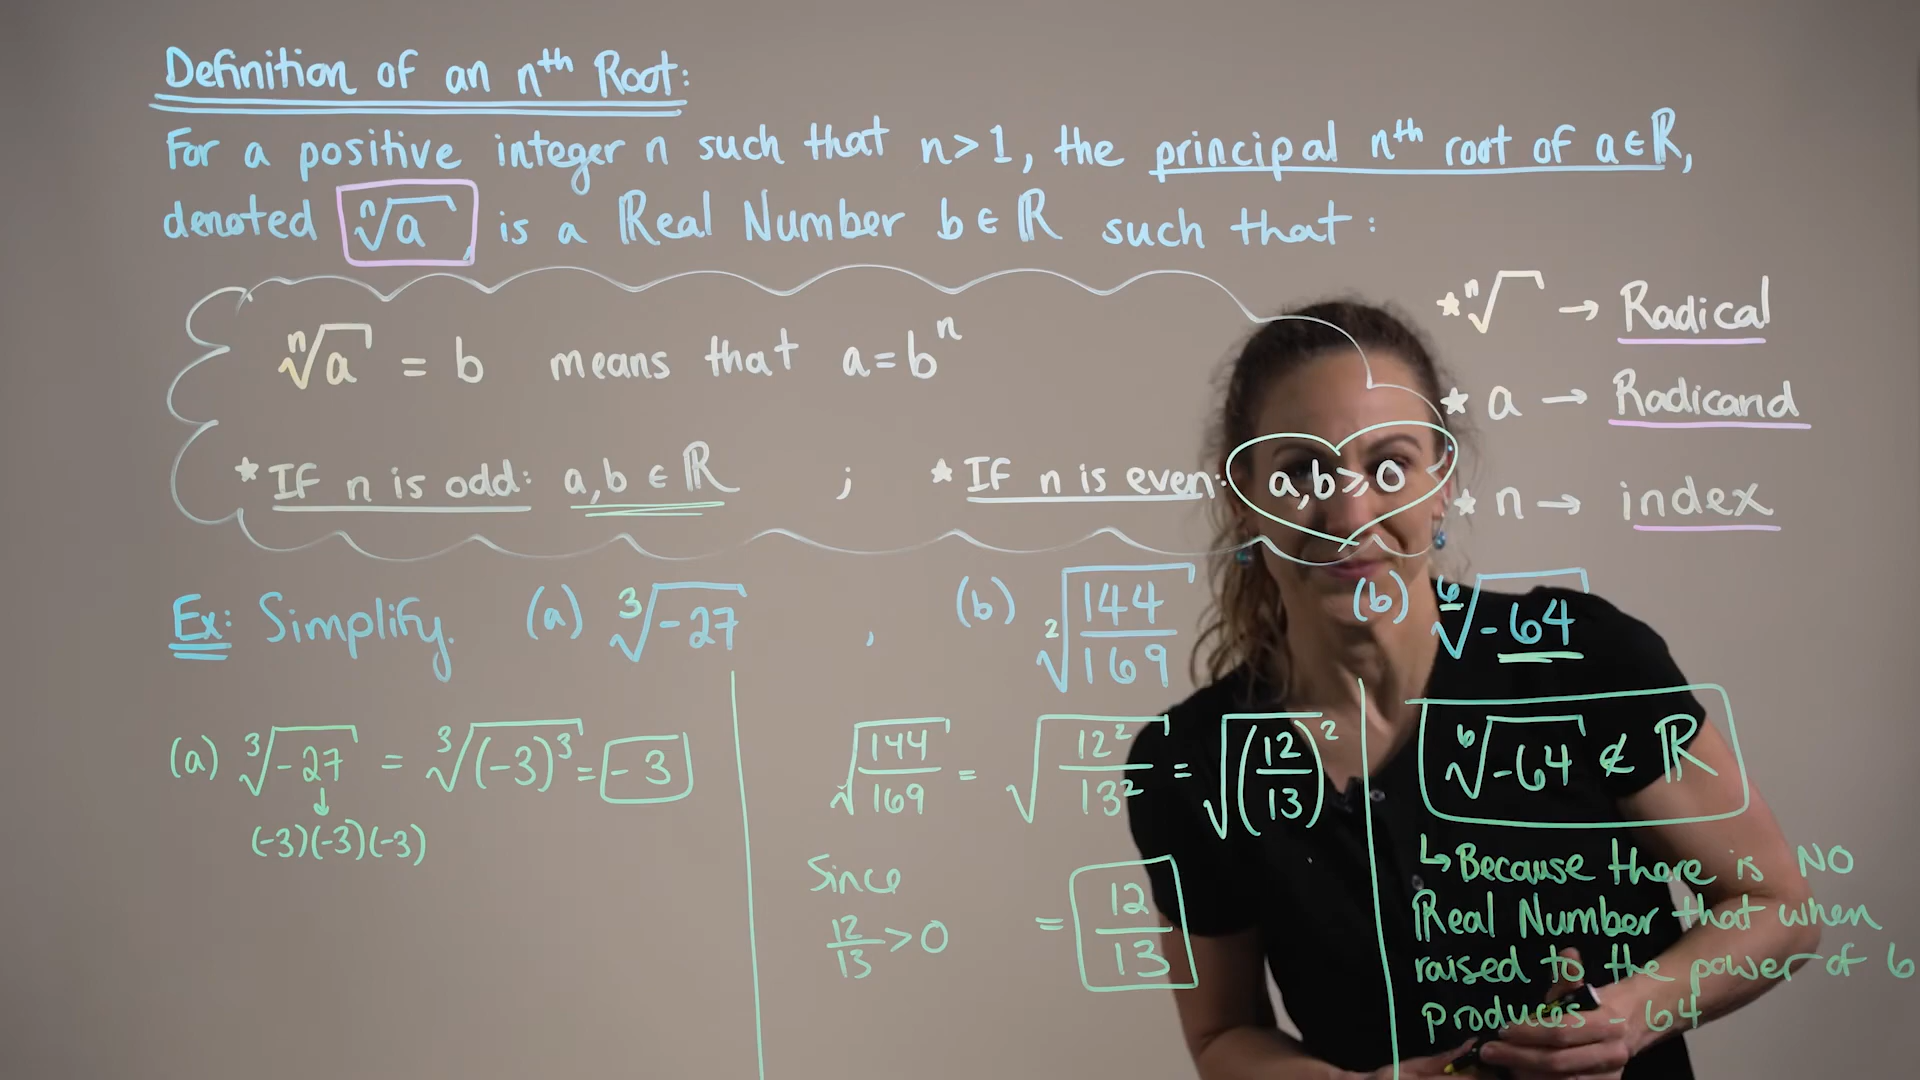 Definition of an nᵗʰ Root:
For a positive integer n such that n>1, the principal nᵗʰ root of a∈ℝ,
denoted ⁿ√a is a Real Number b∈ℝ such that:
ⁿ√a = b means that a=bⁿ
* If n is odd: a,b ∈ ℝ ; * If n is even: a,b⩾0
* ⁿ√ → Radical
* a → Radicand
* n → index
Ex: Simplify. (a) ³√-27 , (b) ²√144/169 (b) ⁶√-64
(a) ³√-27 = ³√(-3)³ = -3
↓
(-3)(-3)(-3)
√144/169 = √12²/13² = √(12/13)²
Since
12/13 > 0 = 12/13
⁶√-64 ∉ ℝ
↳ Because there is NO
Real Number that when
raised to the power of 6
produces -64